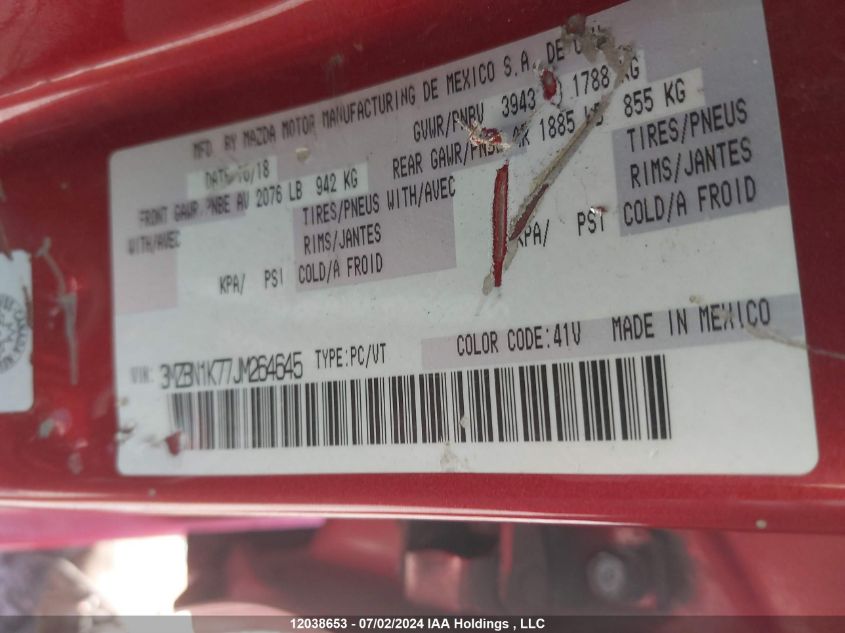 MFD. BY MAZDA MOTOR MANUFACTURING DE MEXICO S.A. DE
DATE 18
GVWR/PNBV 3943 1788 KG
FRONT GAWR/PNBE AV 2076 LB 942 KG
REAR GAWR/PNBE AR 1885 LB 855 KG
WITH/AVEC
TIRES/PNEUS WITH/AVEC
TIRES/PNEUS
RIMS/JANTES
RIMS/JANTES
KPA/ PSI COLD/A FROID
KPA/ PSI COLD/A FROID
VIN: 3MZBN1K77JM264645 TYPE:PC/VT
COLOR CODE:41V MADE IN MEXICO
12038653 - 07/02/2024 IAA Holdings , LLC